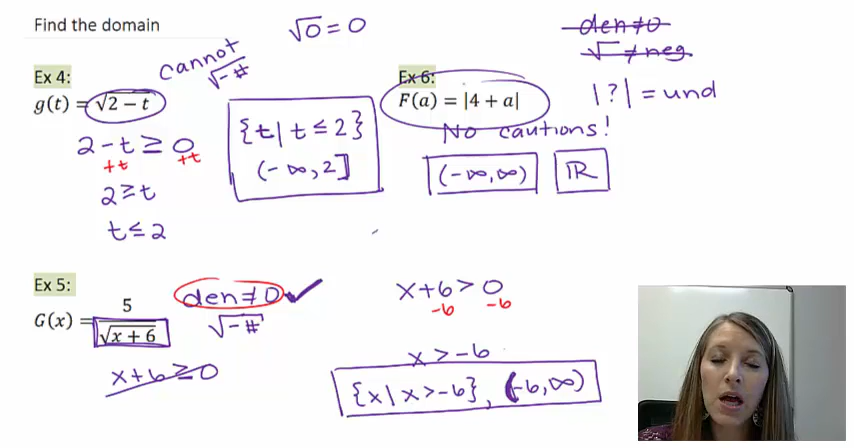 Find the domain
√0 = 0
den≠0
√ ≠ neg
cannot
√-#
Ex 4:
g(t) = √2 − t
2-t ≥ 0
+t +t
2 ≥ t
t ≤ 2
{t| t ≤ 2}
(-∞, 2]
Ex 6:
F(a) = |4 + a|
|?| = und
No cautions!
(-∞, ∞) ℝ
Ex 5:
G(x) = 5/√x + 6
den≠0 ✓
√-#
x+6 ≥ 0
x+6 > 0
-6 -6
x > -6
{x | x > -6}, (-6, ∞)